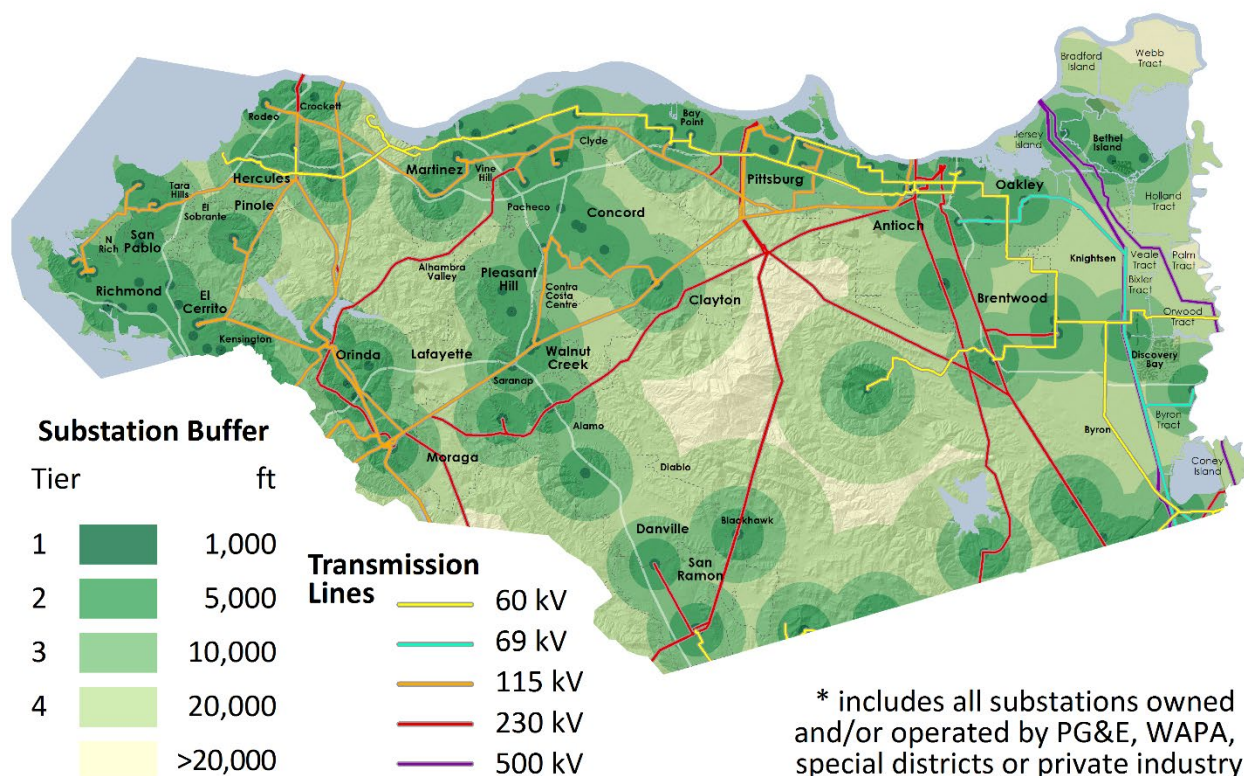 Bradford
Island
Webb
Tract
Rodeo
Crockett
Bay
Point
Jersey
Island
Bethel
Island
Tara
Hills
Hercules
Martinez
Vine
Hill
Clyde
Pittsburg
Oakley
Holland
Tract
El
Sobrante
Pinole
Pacheco
Concord
Antioch
N
Rich
San
Pablo
Knightsen
Veale
Tract
Palm
Tract
Alhambra
Valley
Pleasant
Hill
Bixler
Tract
Richmond
El
Cerrito
Contra
Costa
Centre
Clayton
Brentwood
Orwood
Tract
Kensington
Orinda
Lafayette
Walnut
Creek
Discovery
Bay
Saranap
Alamo
Byron
Byron
Tract
Moraga
Diablo
Coney
Island
Danville
Blackhawk
San
Ramon
Substation Buffer
Tier ft
1 1,000
2 5,000
3 10,000
4 20,000
>20,000
Transmission
Lines
60 kV
69 kV
115 kV
230 kV
500 kV
* includes all substations owned
and/or operated by PG&E, WAPA,
special districts or private industry